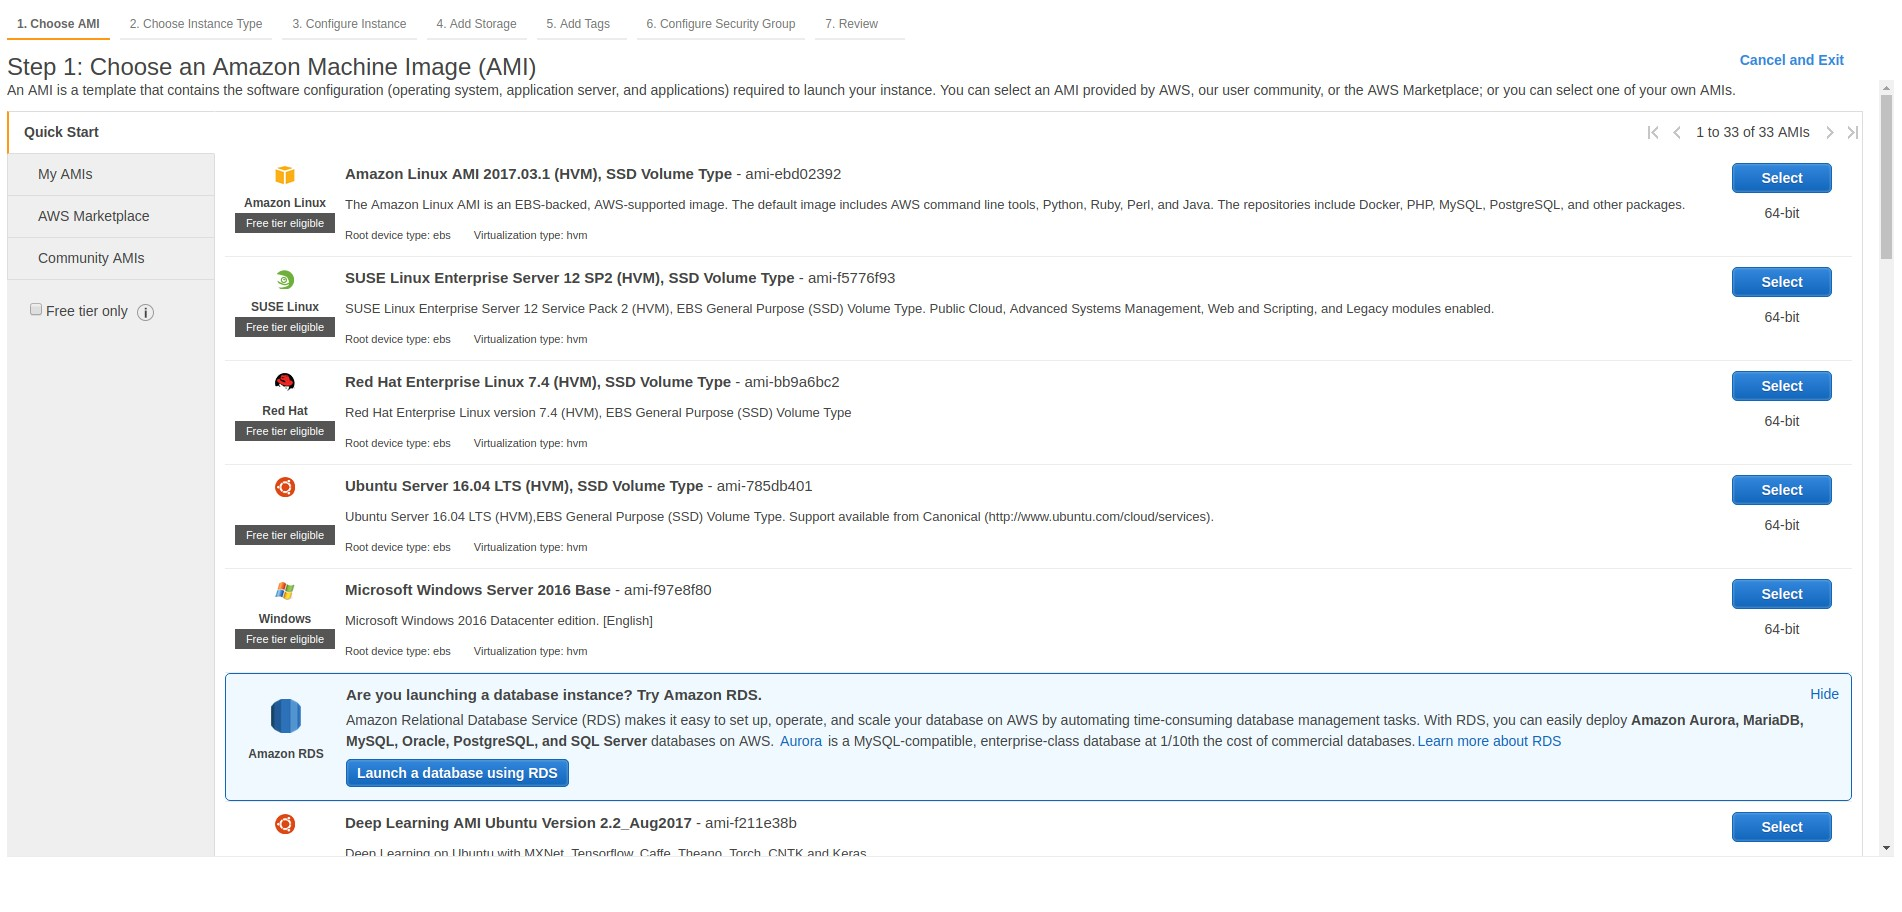 1. Choose AMI 2. Choose Instance Type 3. Configure Instance 4. Add Storage 5. Add Tags 6. Configure Security Group 7. Review
Step 1: Choose an Amazon Machine Image (AMI)
Cancel and Exit
An AMI is a template that contains the software configuration (operating system, application server, and applications) required to launch your instance. You can select an AMI provided by AWS, our user community, or the AWS Marketplace; or you can select one of your own AMIs.
Quick Start
1 to 33 of 33 AMIs
My AMIs
AWS Marketplace
Community AMIs
Free tier only
Amazon Linux
Free tier eligible
Amazon Linux AMI 2017.03.1 (HVM), SSD Volume Type - ami-ebd02392
The Amazon Linux AMI is an EBS-backed, AWS-supported image. The default image includes AWS command line tools, Python, Ruby, Perl, and Java. The repositories include Docker, PHP, MySQL, PostgreSQL, and other packages.
Root device type: ebs Virtualization type: hvm
Select
64-bit
SUSE Linux
Free tier eligible
SUSE Linux Enterprise Server 12 SP2 (HVM), SSD Volume Type - ami-f5776f93
SUSE Linux Enterprise Server 12 Service Pack 2 (HVM), EBS General Purpose (SSD) Volume Type. Public Cloud, Advanced Systems Management, Web and Scripting, and Legacy modules enabled.
Root device type: ebs Virtualization type: hvm
Select
64-bit
Red Hat
Free tier eligible
Red Hat Enterprise Linux 7.4 (HVM), SSD Volume Type - ami-bb9a6bc2
Red Hat Enterprise Linux version 7.4 (HVM), EBS General Purpose (SSD) Volume Type
Root device type: ebs Virtualization type: hvm
Select
64-bit
Free tier eligible
Ubuntu Server 16.04 LTS (HVM), SSD Volume Type - ami-785db401
Ubuntu Server 16.04 LTS (HVM),EBS General Purpose (SSD) Volume Type. Support available from Canonical (http://www.ubuntu.com/cloud/services).
Root device type: ebs Virtualization type: hvm
Select
64-bit
Windows
Free tier eligible
Microsoft Windows Server 2016 Base - ami-f97e8f80
Microsoft Windows 2016 Datacenter edition. [English]
Root device type: ebs Virtualization type: hvm
Select
64-bit
Amazon RDS
Are you launching a database instance? Try Amazon RDS.
Hide
Amazon Relational Database Service (RDS) makes it easy to set up, operate, and scale your database on AWS by automating time-consuming database management tasks. With RDS, you can easily deploy Amazon Aurora, MariaDB,
MySQL, Oracle, PostgreSQL, and SQL Server databases on AWS. Aurora is a MySQL-compatible, enterprise-class database at 1/10th the cost of commercial databases. Learn more about RDS
Launch a database using RDS
Deep Learning AMI Ubuntu Version 2.2_Aug2017 - ami-f211e38b
Select
Deep Learning on Ubuntu with MXNet, Tensorflow, Caffe, Theano, Torch, CNTK and Keras